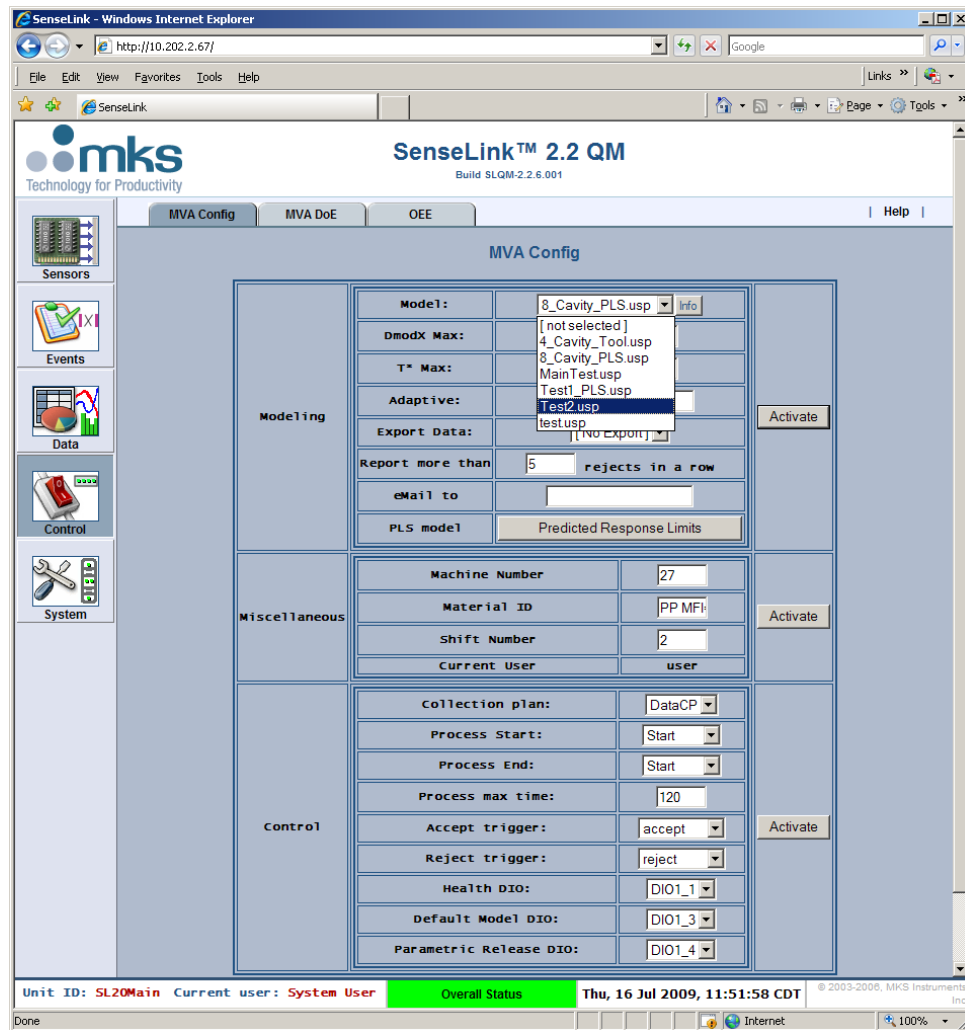 SenseLink - Windows Internet Explorer
http://10.202.2.67/
Google
File Edit View Favorites Tools Help
Links »
SenseLink
Page Tools »
mks
Technology for Productivity
SenseLink™ 2.2 QM
Build SLQM-2.2.6.001
MVA Config MVA DoE OEE | Help |
Sensors
Events
Data
Control
System
MVA Config
Modeling
Model: 8_Cavity_PLS.usp Info
[ not selected ]
4_Cavity_Tool.usp
8_Cavity_PLS.usp
MainTest.usp
Test1_PLS.usp
Test2.usp
test.usp
DmodX Max:
T* Max:
Adaptive:
Export Data: [ No Export ]
Report more than 5 rejects in a row
eMail to
PLS model Predicted Response Limits
Activate
Miscellaneous
Machine Number 27
Material ID PP MFI
Shift Number 2
Current User user
Activate
Control
Collection plan: DataCP
Process Start: Start
Process End: Start
Process max time: 120
Accept trigger: accept
Reject trigger: reject
Health DIO: DIO1_1
Default Model DIO: DIO1_3
Parametric Release DIO: DIO1_4
Activate
Unit ID: SL20Main Current user: System User Overall Status Thu, 16 Jul 2009, 11:51:58 CDT
© 2003-2006, MKS Instruments
Inc
Done Internet 100%